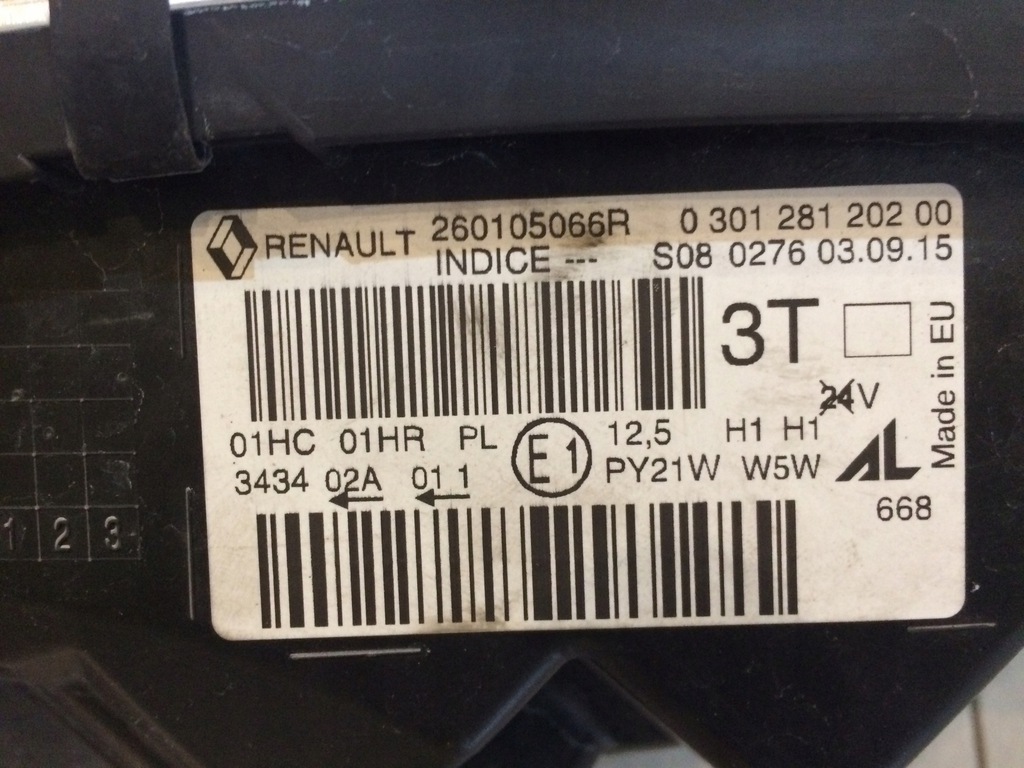 RENAULT 260105066R 0 301 281 202 00
INDICE --- S08 0276 03.09.15
3T
24V
Made in EU
01HC 01HR PL E1 12,5 H1 H1
3434 02A 01 1 PY21W W5W AL
668
1 2 3